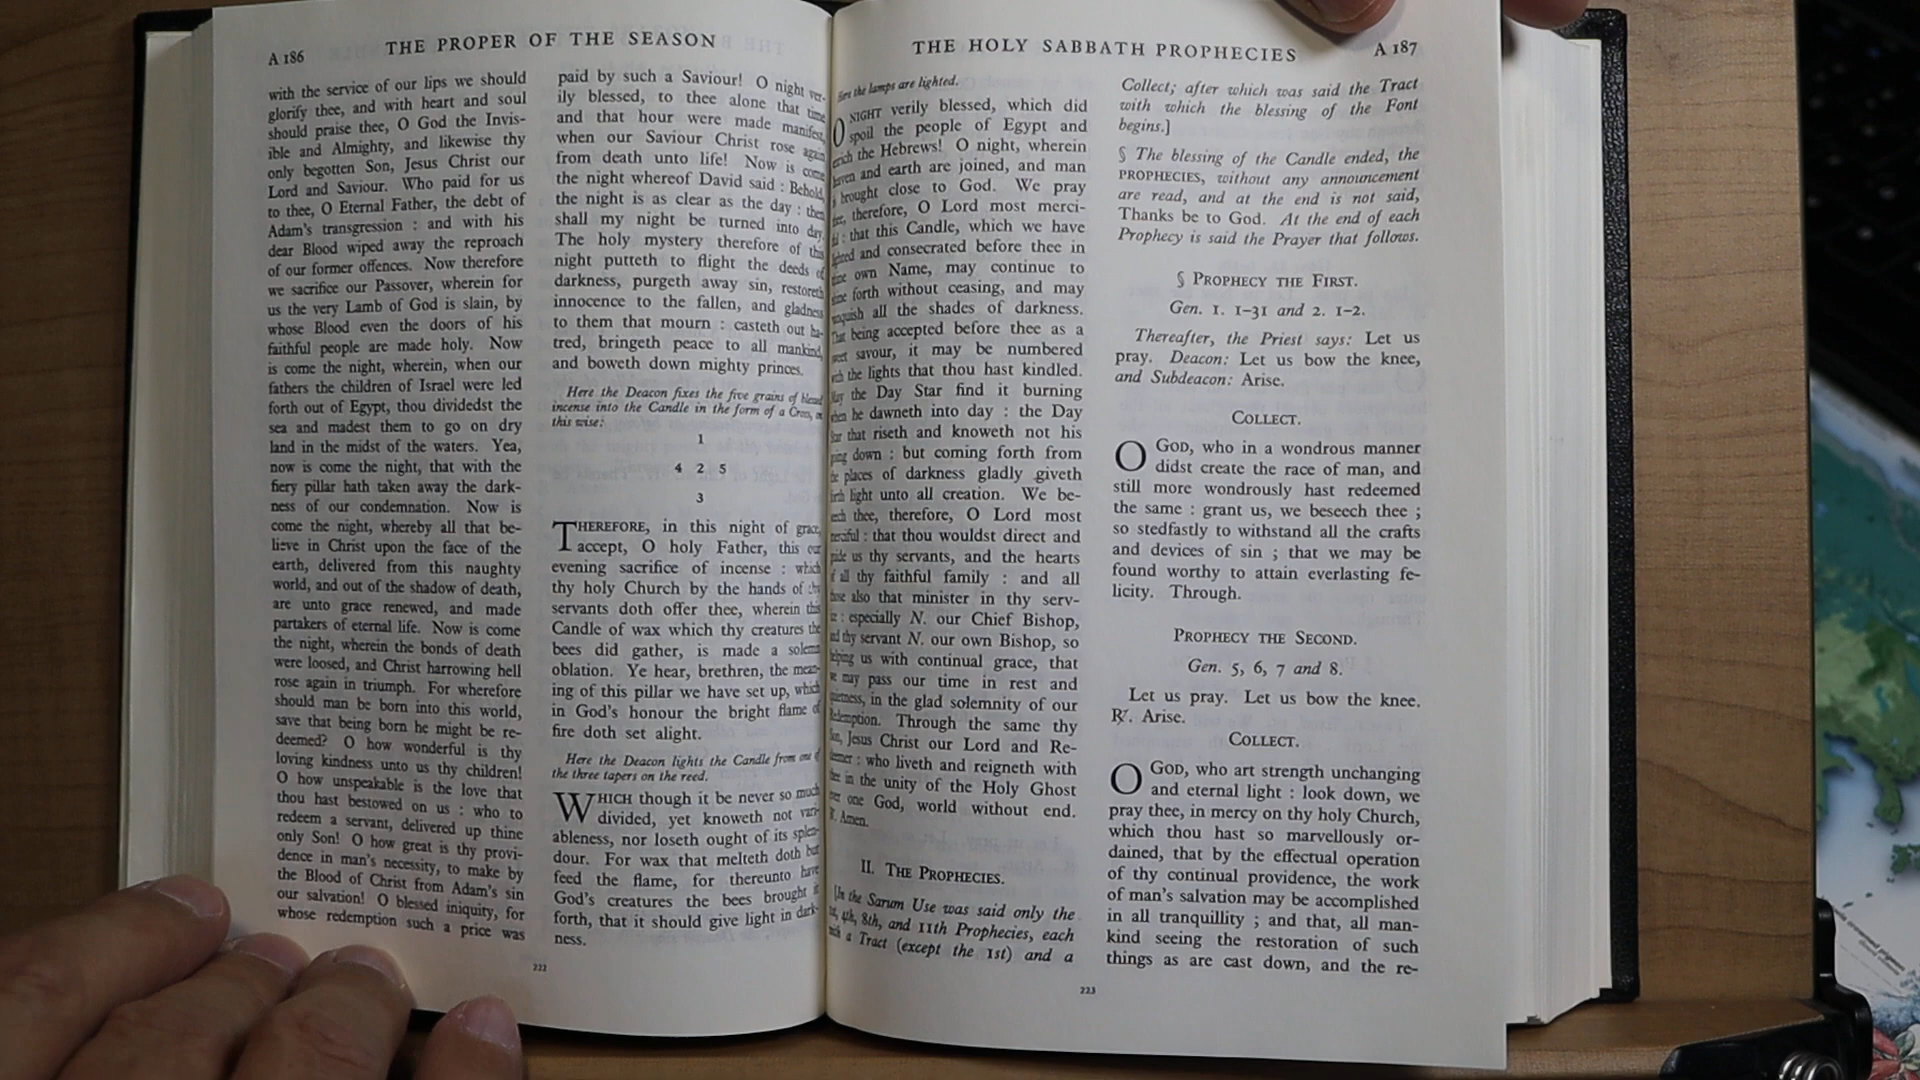 A 186
THE PROPER OF THE SEASON
with the service of our lips we should
glorify thee, and with heart and soul
should praise thee, O God the Invis-
ible and Almighty, and likewise thy
only begotten Son, Jesus Christ our
Lord and Saviour. Who paid for us
to thee, O Eternal Father, the debt of
Adam's transgression : and with his
dear Blood wiped away the reproach
of our former offences. Now therefore
we sacrifice our Passover, wherein for
us the very Lamb of God is slain, by
whose Blood even the doors of his
faithful people are made holy. Now
is come the night, wherein, when our
fathers the children of Israel were led
forth out of Egypt, thou dividedst the
sea and madest them to go on dry
land in the midst of the waters. Yea,
now is come the night, that with the
fiery pillar hath taken away the dark-
ness of our condemnation. Now is
come the night, whereby all that be-
lieve in Christ upon the face of the
earth, delivered from this naughty
world, and out of the shadow of death,
are unto grace renewed, and made
partakers of eternal life. Now is come
the night, wherein the bonds of death
were loosed, and Christ harrowing hell
rose again in triumph. For wherefore
should man be born into this world,
save that being born he might be re-
deemed? O how wonderful is thy
loving kindness unto us thy children!
O how unspeakable is the love that
thou hast bestowed on us : who to
redeem a servant, delivered up thine
only Son! O how great is thy provi-
dence in man's necessity, to make by
the Blood of Christ from Adam's sin
our salvation! O blessed iniquity, for
whose redemption such a price was
paid by such a Saviour! O night ver-
ily blessed, to thee alone that time
and that hour were made manifest,
when our Saviour Christ rose again
from death unto life! Now is come
the night whereof David said : Behold,
the night is as clear as the day : then
shall my night be turned into day.
The holy mystery therefore of this
night putteth to flight the deeds of
darkness, purgeth away sin, restoreth
innocence to the fallen, and gladness
to them that mourn : casteth out ha-
tred, bringeth peace to all mankind,
and boweth down mighty princes.
Here the Deacon fixes the five grains of blessed
incense into the Candle in the form of a Cross, on
this wise:
1
4 2 5
3
THEREFORE, in this night of grace,
accept, O holy Father, this our
evening sacrifice of incense : which
thy holy Church by the hands of thy
servants doth offer thee, wherein this
Candle of wax which thy creatures the
bees did gather, is made a solemn
oblation. Ye hear, brethren, the mean-
ing of this pillar we have set up, which
in God's honour the bright flame of
fire doth set alight.
Here the Deacon lights the Candle from one of
the three tapers on the reed.
WHICH though it be never so much
divided, yet knoweth not vari-
ableness, nor loseth ought of its splen-
dour. For wax that melteth doth but
feed the flame, for thereunto have
God's creatures the bees brought it
forth, that it should give light in dark-
ness.
222
THE HOLY SABBATH PROPHECIES
A 187
Here the lamps are lighted.
O NIGHT verily blessed, which did
spoil the people of Egypt and
enrich the Hebrews! O night, wherein
heaven and earth are joined, and man
is brought close to God. We pray
thee, therefore, O Lord most merci-
ful : that this Candle, which we have
lighted and consecrated before thee in
thine own Name, may continue to
shine forth without ceasing, and may
vanquish all the shades of darkness.
That being accepted before thee as a
sweet savour, it may be numbered
with the lights that thou hast kindled.
May the Day Star find it burning
when he dawneth into day : the Day
Star that riseth and knoweth not his
going down : but coming forth from
the places of darkness gladly giveth
forth light unto all creation. We be-
seech thee, therefore, O Lord most
merciful : that thou wouldst direct and
guide us thy servants, and the hearts
of all thy faithful family : and all
those also that minister in thy serv-
ice : especially N. our Chief Bishop,
and thy servant N. our own Bishop, so
helping us with continual grace, that
we may pass our time in rest and
quietness, in the glad solemnity of our
Redemption. Through the same thy
Son, Jesus Christ our Lord and Re-
deemer : who liveth and reigneth with
thee in the unity of the Holy Ghost
ever one God, world without end.
℟. Amen.
II. THE PROPHECIES.
[In the Sarum Use was said only the
1st, 4th, 8th, and 11th Prophecies, each
with a Tract (except the 1st) and a
Collect; after which was said the Tract
with which the blessing of the Font
begins.]
§ The blessing of the Candle ended, the
PROPHECIES, without any announcement
are read, and at the end is not said,
Thanks be to God. At the end of each
Prophecy is said the Prayer that follows.
§ PROPHECY THE FIRST.
Gen. 1. 1-31 and 2. 1-2.
Thereafter, the Priest says: Let us
pray. Deacon: Let us bow the knee,
and Subdeacon: Arise.
COLLECT.
O GOD, who in a wondrous manner
didst create the race of man, and
still more wondrously hast redeemed
the same : grant us, we beseech thee ;
so stedfastly to withstand all the crafts
and devices of sin ; that we may be
found worthy to attain everlasting fe-
licity. Through.
PROPHECY THE SECOND.
Gen. 5, 6, 7 and 8.
Let us pray. Let us bow the knee.
℟. Arise.
COLLECT.
O GOD, who art strength unchanging
and eternal light : look down, we
pray thee, in mercy on thy holy Church,
which thou hast so marvellously or-
dained, that by the effectual operation
of thy continual providence, the work
of man's salvation may be accomplished
in all tranquillity ; and that, all man-
kind seeing the restoration of such
things as are cast down, and the re-
223